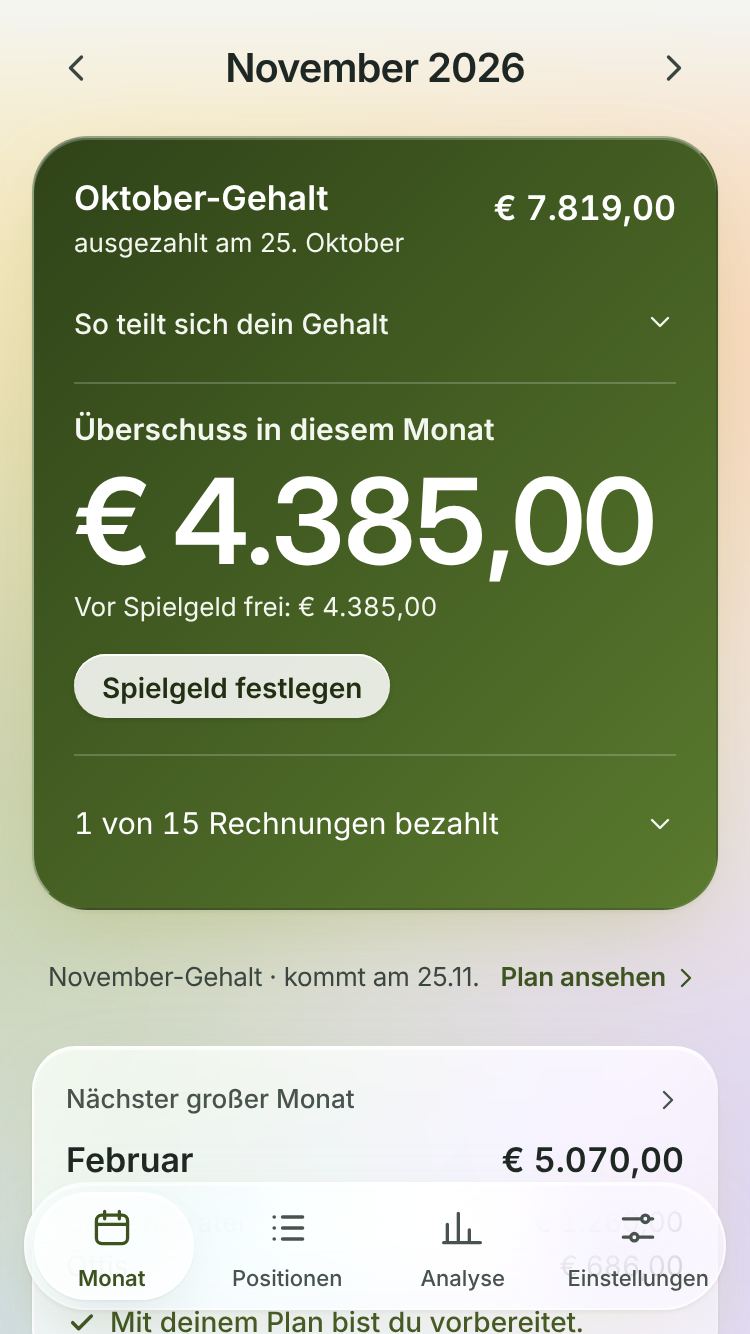 November 2026
Oktober-Gehalt
€ 7.819,00
ausgezahlt am 25. Oktober
So teilt sich dein Gehalt
Überschuss in diesem Monat
€ 4.385,00
Vor Spielgeld frei: € 4.385,00
Spielgeld festlegen
1 von 15 Rechnungen bezahlt
November-Gehalt · kommt am 25.11. Plan ansehen
Nächster großer Monat
Februar € 5.070,00
€ 686,00
Monat Positionen Analyse Einstellungen
Mit deinem Plan bist du vorbereitet.